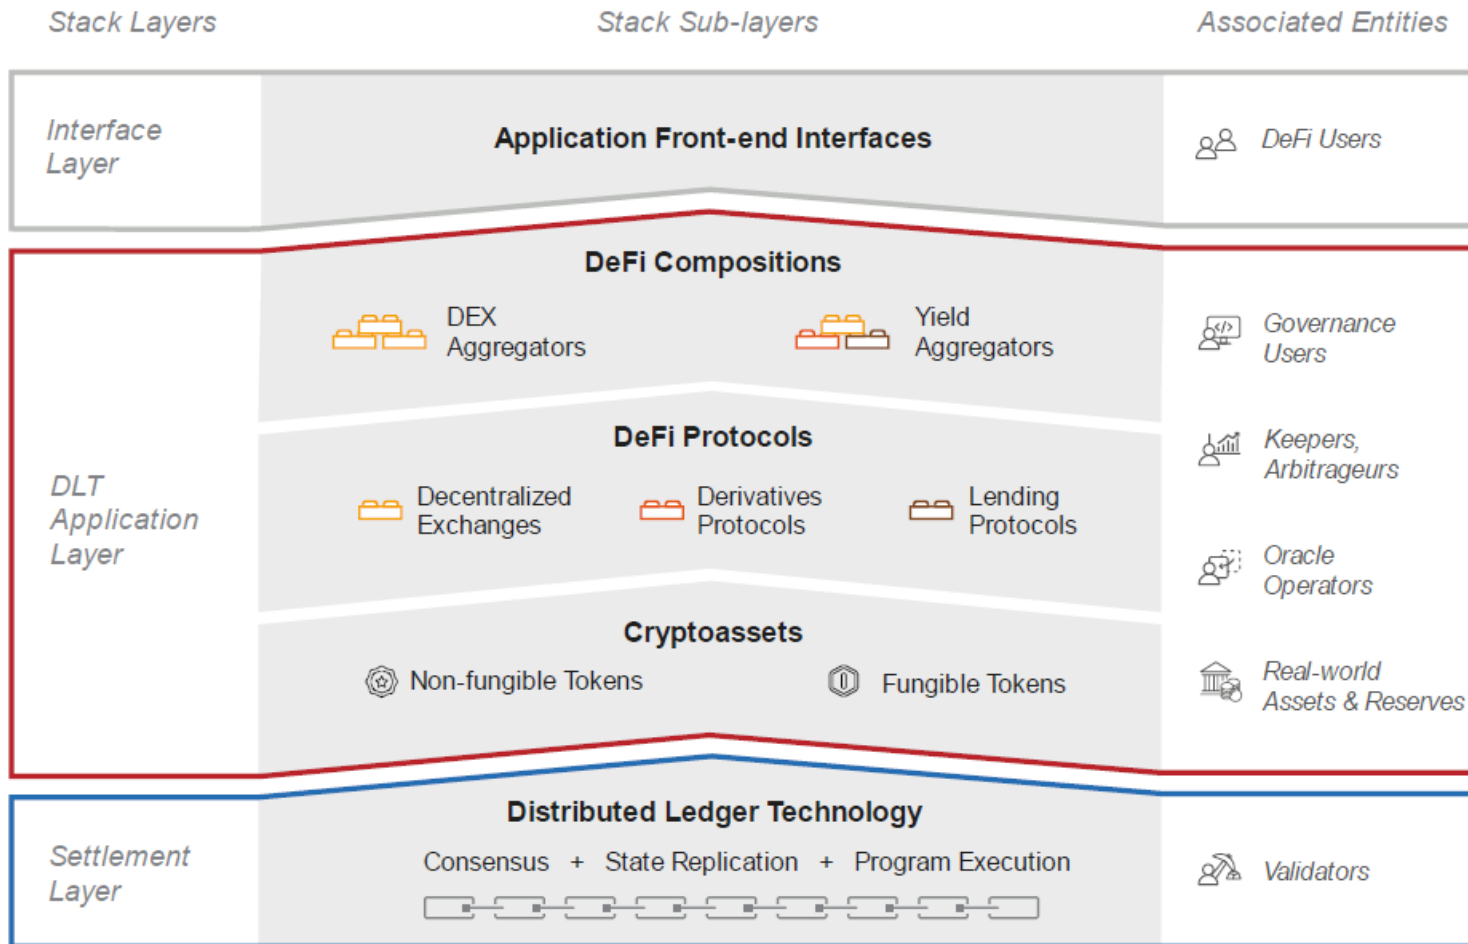 Stack Layers
Stack Sub-layers
Associated Entities
Interface
Layer
Application Front-end Interfaces
DeFi Users
DLT
Application
Layer
DeFi Compositions
DEX
Aggregators
Yield
Aggregators
DeFi Protocols
Decentralized
Exchanges
Derivatives
Protocols
Lending
Protocols
Cryptoassets
Non-fungible Tokens
Fungible Tokens
Governance
Users
Keepers,
Arbitrageurs
Oracle
Operators
Real-world
Assets & Reserves
Settlement
Layer
Distributed Ledger Technology
Consensus + State Replication + Program Execution
Validators